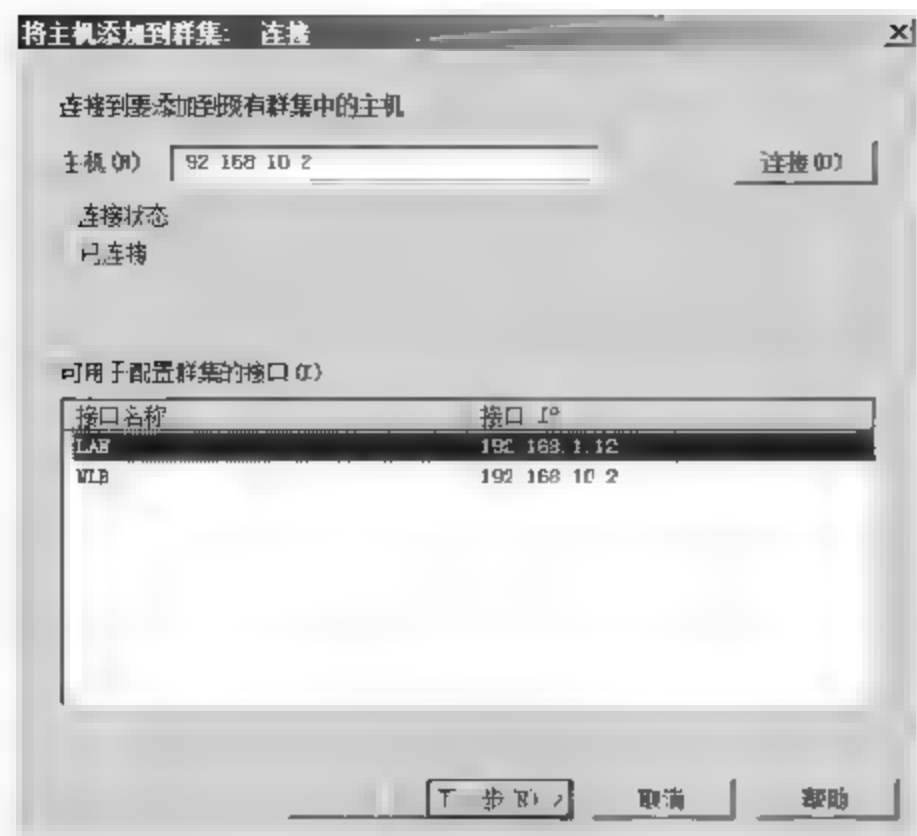 将主机添加到群集: 连接
连接到要添加到现有群集中的主机
主机(H) 92 168 10 2 连接(O)
连接状态
已连接
可用于配置群集的接口(I)
接口名称 接口 IP
192 168.1.12
192 168 10 2
下一步(N) > 取消 帮助